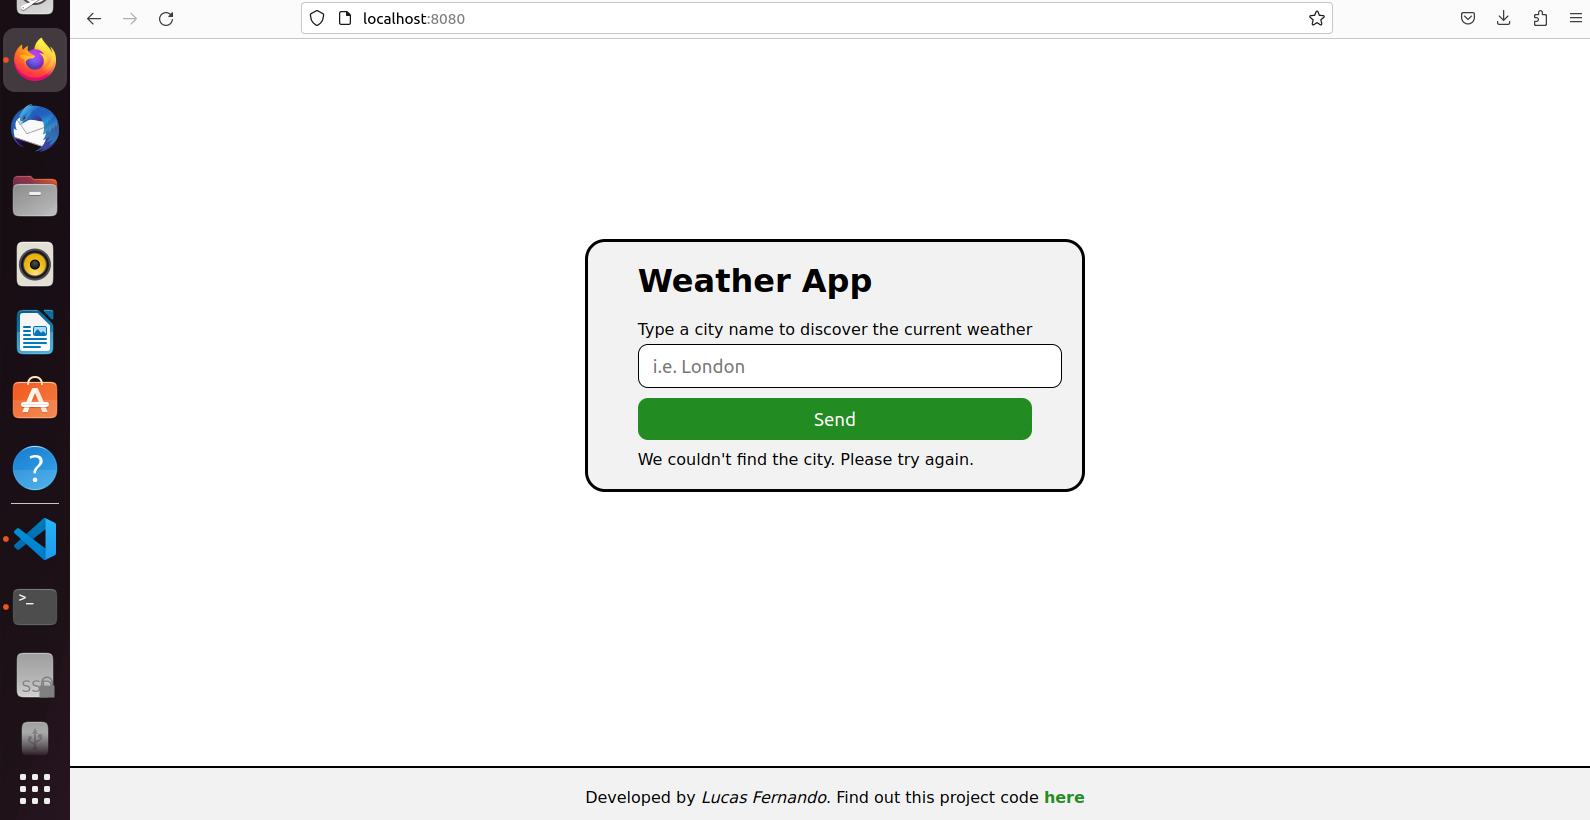 localhost:8080
Weather App
Type a city name to discover the current weather
i.e. London
Send
We couldn't find the city. Please try again.
>_
?
SSD
Developed by Lucas Fernando. Find out this project code here